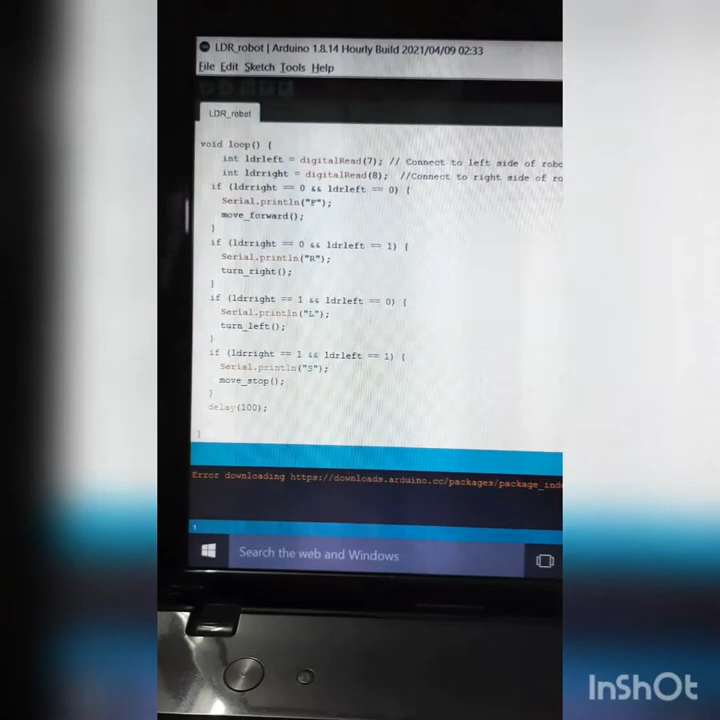 LDR_robot | Arduino 1.8.14 Hourly Build 2021/04/09 02:33
File Edit Sketch Tools Help
LDR_robot
void loop() {
int ldrleft = digitalRead(7); // Connect to left side of robo
int ldrright = digitalRead(8); //Connect to right side of ro
if (ldrright == 0 && ldrleft == 0) {
Serial.println("F");
move_forward();
}
if (ldrright == 0 && ldrleft == 1) {
Serial.println("R");
turn_right();
}
if (ldrright == 1 && ldrleft == 0) {
Serial.println("L");
turn_left();
}
if (ldrright == 1 && ldrleft == 1) {
Serial.println("S");
move_stop();
}
delay(100);
}
Error downloading https://downloads.arduino.cc/packages/package_inde
1
Search the web and Windows
InShOt